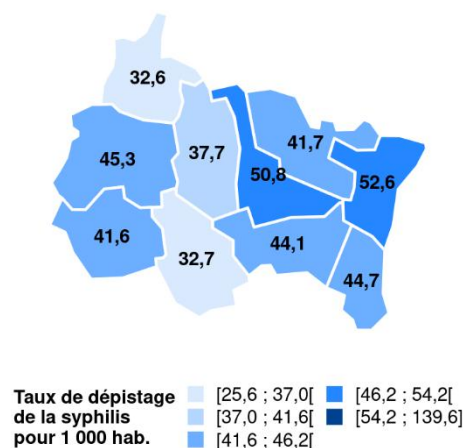 32,6
45,3
37,7
50,8
41,7
52,6
41,6
32,7
44,1
44,7
Taux de dépistage
de la syphilis
pour 1 000 hab.
[25,6 ; 37,0[
[37,0 ; 41,6[
[41,6 ; 46,2[
[46,2 ; 54,2[
[54,2 ; 139,6]